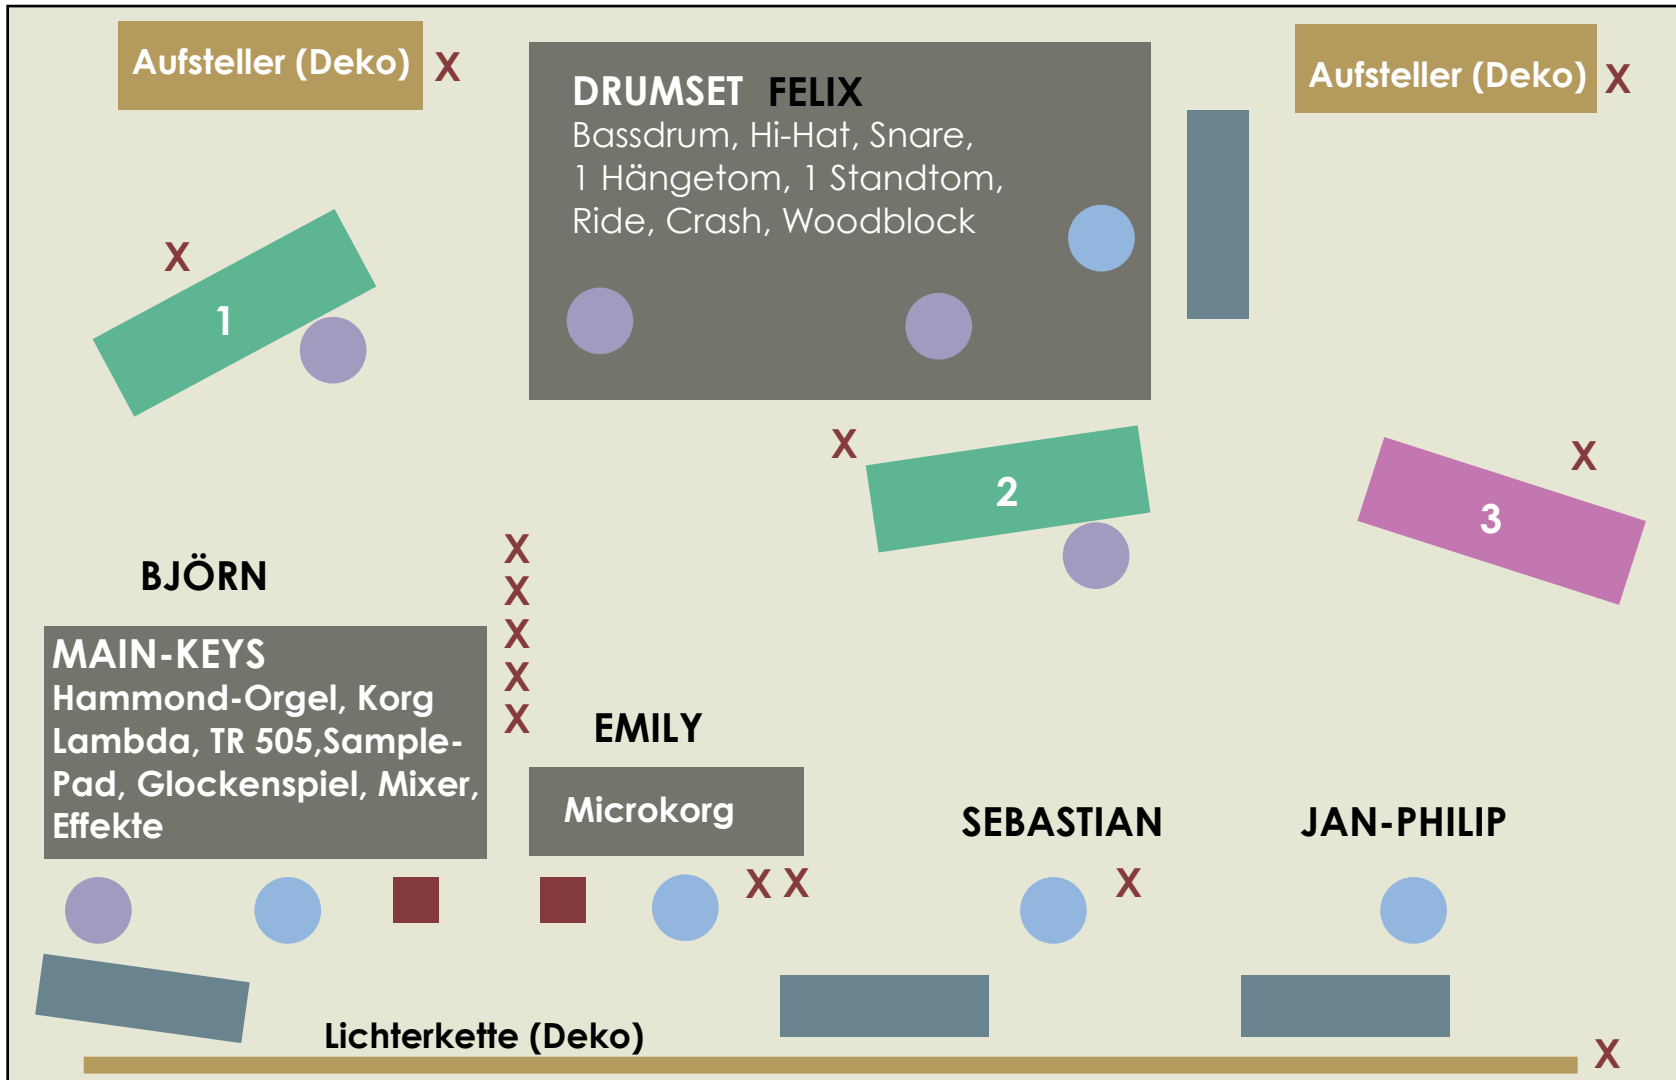 Aufsteller (Deko) X
DRUMSET FELIX
Bassdrum, Hi-Hat, Snare,
1 Hängetom, 1 Standtom,
Ride, Crash, Woodblock
Aufsteller (Deko) X
X
1
X
2
X
3
BJÖRN
X
X
X
X
X
MAIN-KEYS
Hammond-Orgel, Korg
Lambda, TR 505,Sample-
Pad, Glockenspiel, Mixer,
Effekte
EMILY
Microkorg
X X
SEBASTIAN
X
JAN-PHILIP
Lichterkette (Deko)
X